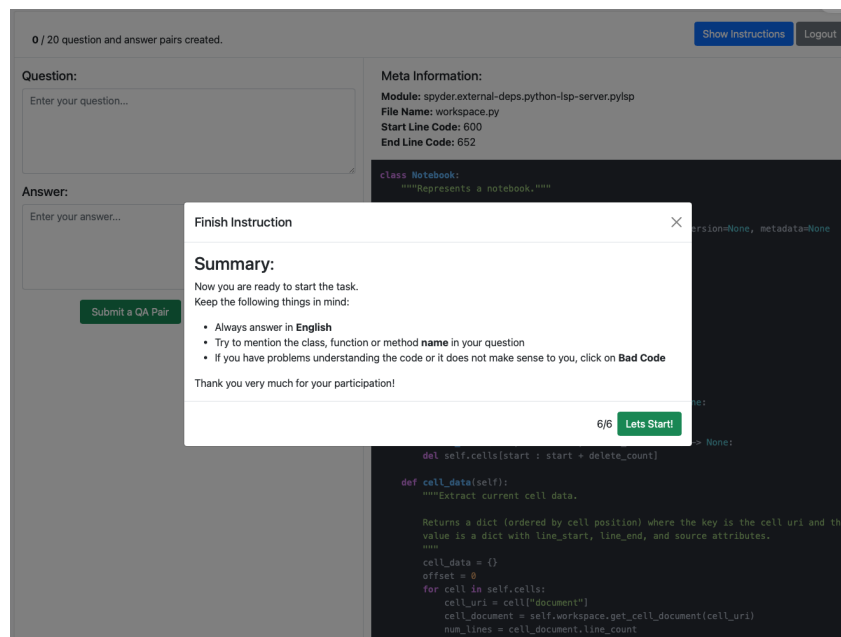 0 / 20 question and answer pairs created.
Show Instructions
Logout
Question:
Enter your question...
Answer:
Enter your answer...
Submit a QA Pair
Meta Information:
Module: spyder.external-deps.python-lsp-server.pylsp
File Name: workspace.py
Start Line Code: 600
End Line Code: 652
class Notebook:
"""Represents a notebook."""
ersion=None, metadata=None
Finish Instruction
Summary:
Now you are ready to start the task.
Keep the following things in mind:
• Always answer in English
• Try to mention the class, function or method name in your question
• If you have problems understanding the code or it does not make sense to you, click on Bad Code
Thank you very much for your participation!
6/6
Lets Start!
ne:
-> None:
del self.cells[start : start + delete_count]
def cell_data(self):
"""Extract current cell data.
Returns a dict (ordered by cell position) where the key is the cell uri and th
value is a dict with line_start, line_end, and source attributes.
"""
cell_data = {}
offset = 0
for cell in self.cells:
cell_uri = cell["document"]
cell_document = self.workspace.get_cell_document(cell_uri)
num_lines = cell_document.line_count